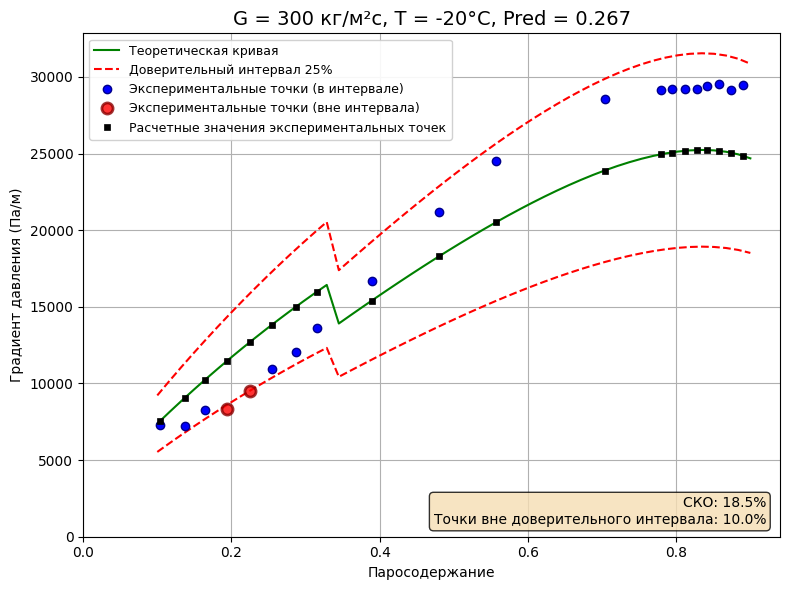 G = 300 кг/м²с, T = -20°C, Pred = 0.267
Теоретическая кривая
Доверительный интервал 25%
Экспериментальные точки (в интервале)
Экспериментальные точки (вне интервала)
Расчетные значения экспериментальных точек
Градиент давления (Па/м)
30000
25000
20000
15000
10000
5000
0
СКО: 18.5%
Точки вне доверительного интервала: 10.0%
0.0 0.2 0.4 0.6 0.8
Паросодержание